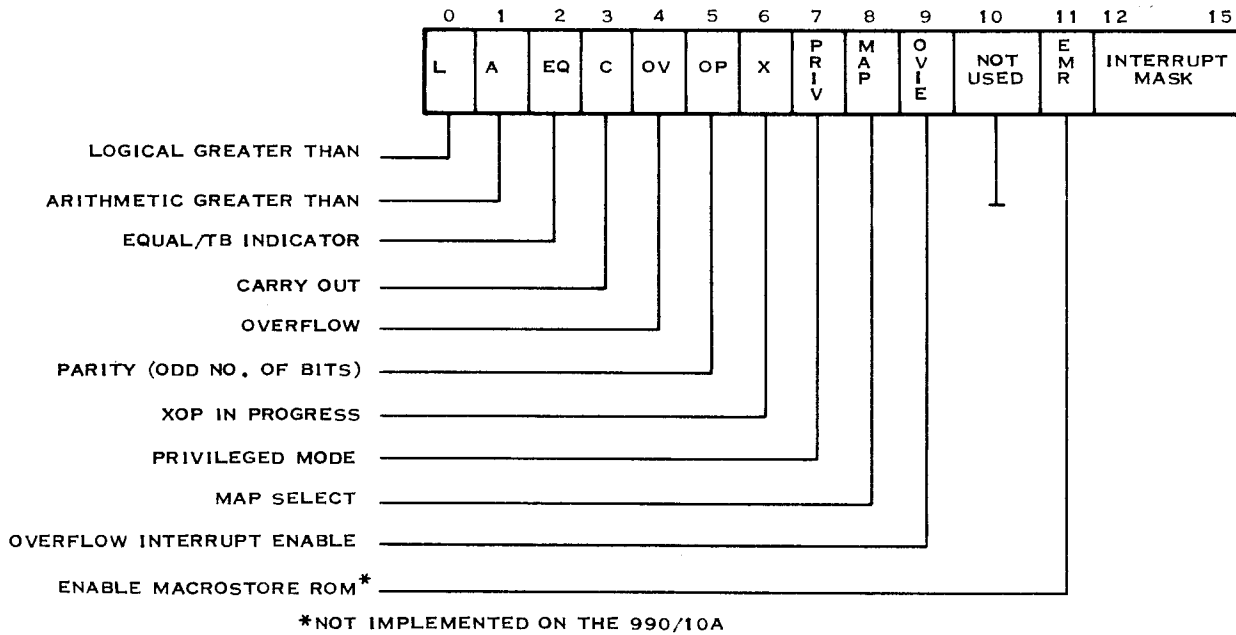 0 1 2 3 4 5 6 7 8 9 10 11 12 15
L A EQ C OV OP X PRIV MAP OVIE NOT USED EMR INTERRUPT MASK
LOGICAL GREATER THAN
ARITHMETIC GREATER THAN
EQUAL/TB INDICATOR
CARRY OUT
OVERFLOW
PARITY (ODD NO. OF BITS)
XOP IN PROGRESS
PRIVILEGED MODE
MAP SELECT
OVERFLOW INTERRUPT ENABLE
ENABLE MACROSTORE ROM*
*NOT IMPLEMENTED ON THE 990/10A